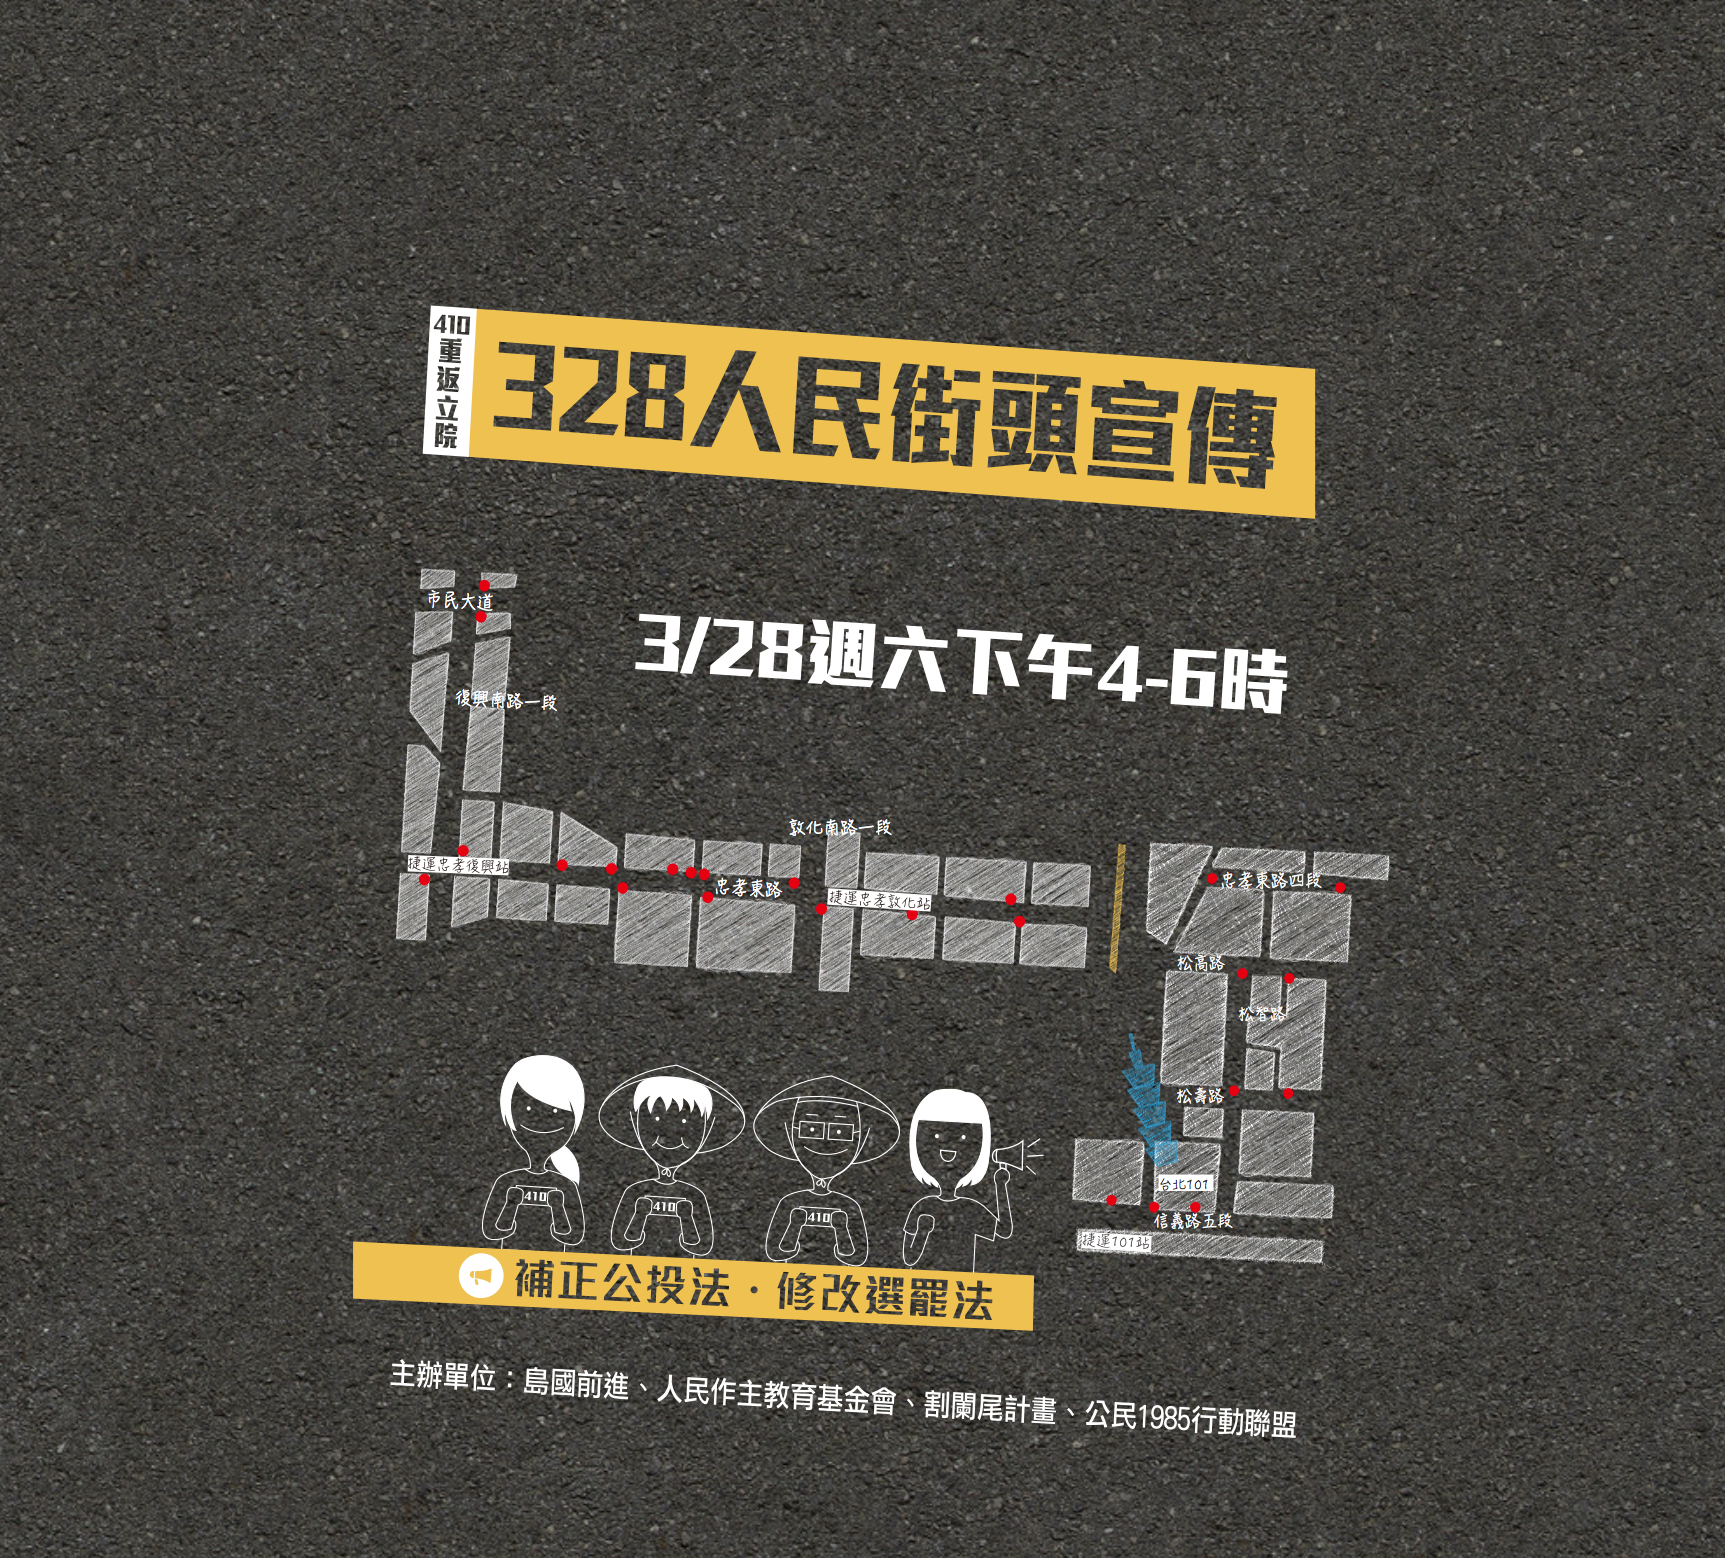 410重返立院
328人民街頭宣傳
3/28週六下午4-6時
市民大道
復興南路一段
捷運忠孝復興站
忠孝東路
敦化南路一段
捷運忠孝敦化站
忠孝東路四段
松高路
松智路
松壽路
台北101
信義路五段
捷運101站
410
410
410
補正公投法・修改選罷法
主辦單位：島國前進、人民作主教育基金會、割闌尾計畫、公民1985行動聯盟